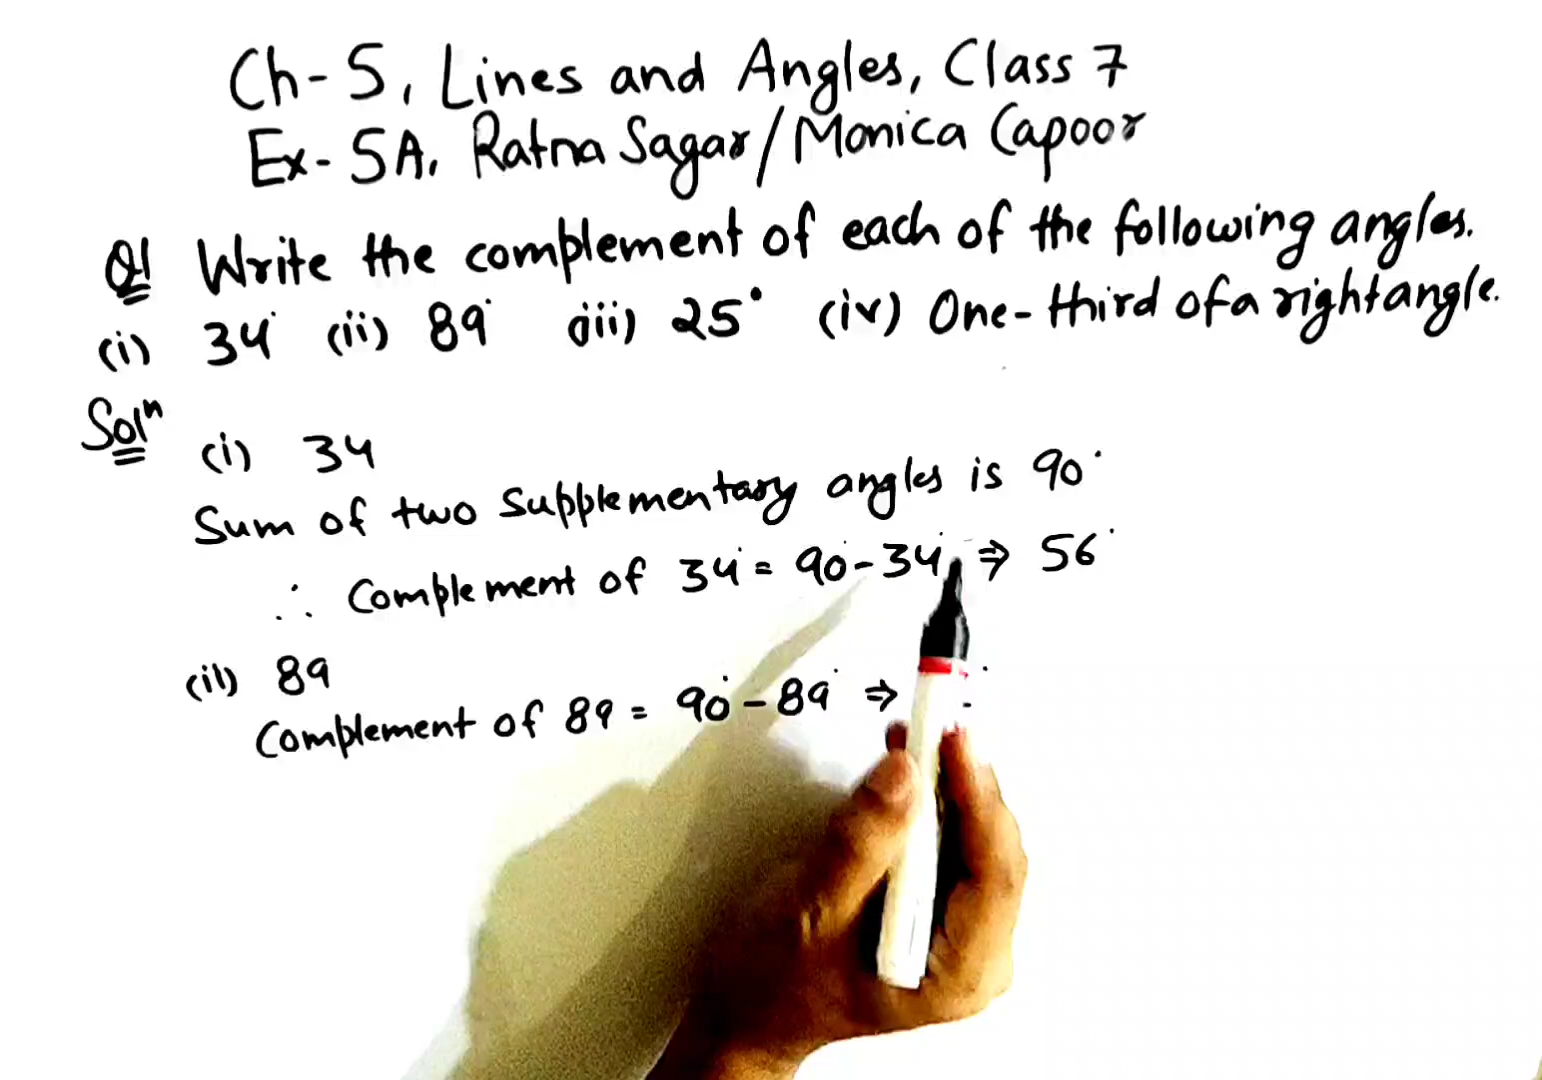 Ch-5, Lines and Angles, Class 7
Ex-5A, Ratna Sagar/Monica Capoor
Q1 Write the complement of each of the following angles.
(i) 34° (ii) 89° (iii) 25° (iv) One-third of a right angle.
Solⁿ
(i) 34
Sum of two supplementary angles is 90°
∴ Complement of 34° = 90°-34° ⇒ 56°
(ii) 89
Complement of 89 = 90°-89° ⇒